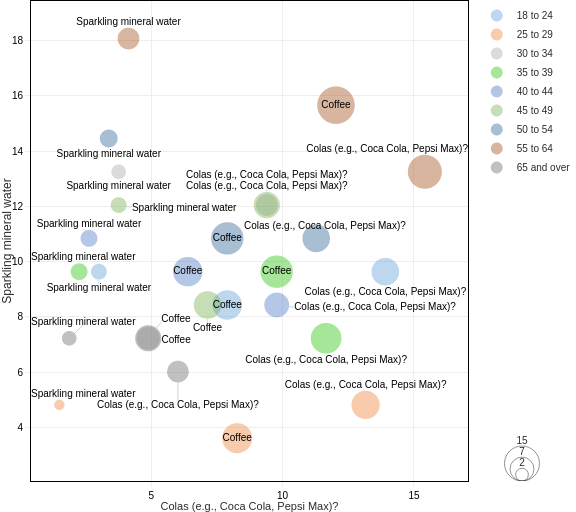 Sparkling mineral water
18
16
14
12
10
8
6
4
5
10
15
Colas (e.g., Coca Cola, Pepsi Max)?
Sparkling mineral water
Coffee
Colas (e.g., Coca Cola, Pepsi Max)?
Sparkling mineral water
Colas (e.g., Coca Cola, Pepsi Max)?
Sparkling mineral water
Colas (e.g., Coca Cola, Pepsi Max)?
Sparkling mineral water
Sparkling mineral water
Colas (e.g., Coca Cola, Pepsi Max)?
Coffee
Sparkling mineral water
Coffee
Coffee
Sparkling mineral water
Colas (e.g., Coca Cola, Pepsi Max)?
Coffee
Colas (e.g., Coca Cola, Pepsi Max)?
Sparkling mineral water
Coffee
Coffee
Coffee
Colas (e.g., Coca Cola, Pepsi Max)?
Colas (e.g., Coca Cola, Pepsi Max)?
Sparkling mineral water
Colas (e.g., Coca Cola, Pepsi Max)?
Coffee
18 to 24
25 to 29
30 to 34
35 to 39
40 to 44
45 to 49
50 to 54
55 to 64
65 and over
15
7
2